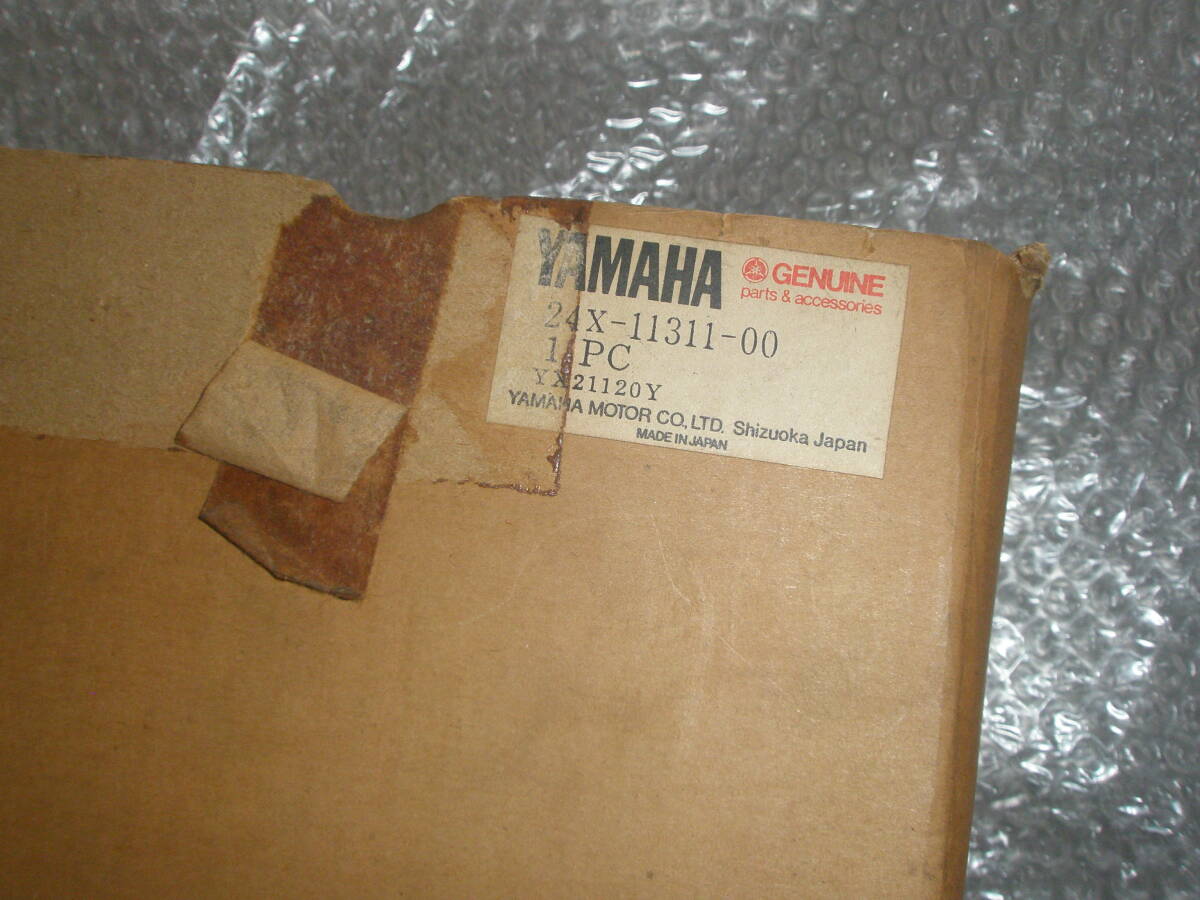 YAMAHA GENUINE
parts & accessories
24X-11311-00
1 PC
YX21120Y
YAMAHA MOTOR CO., LTD. Shizuoka Japan
MADE IN JAPAN